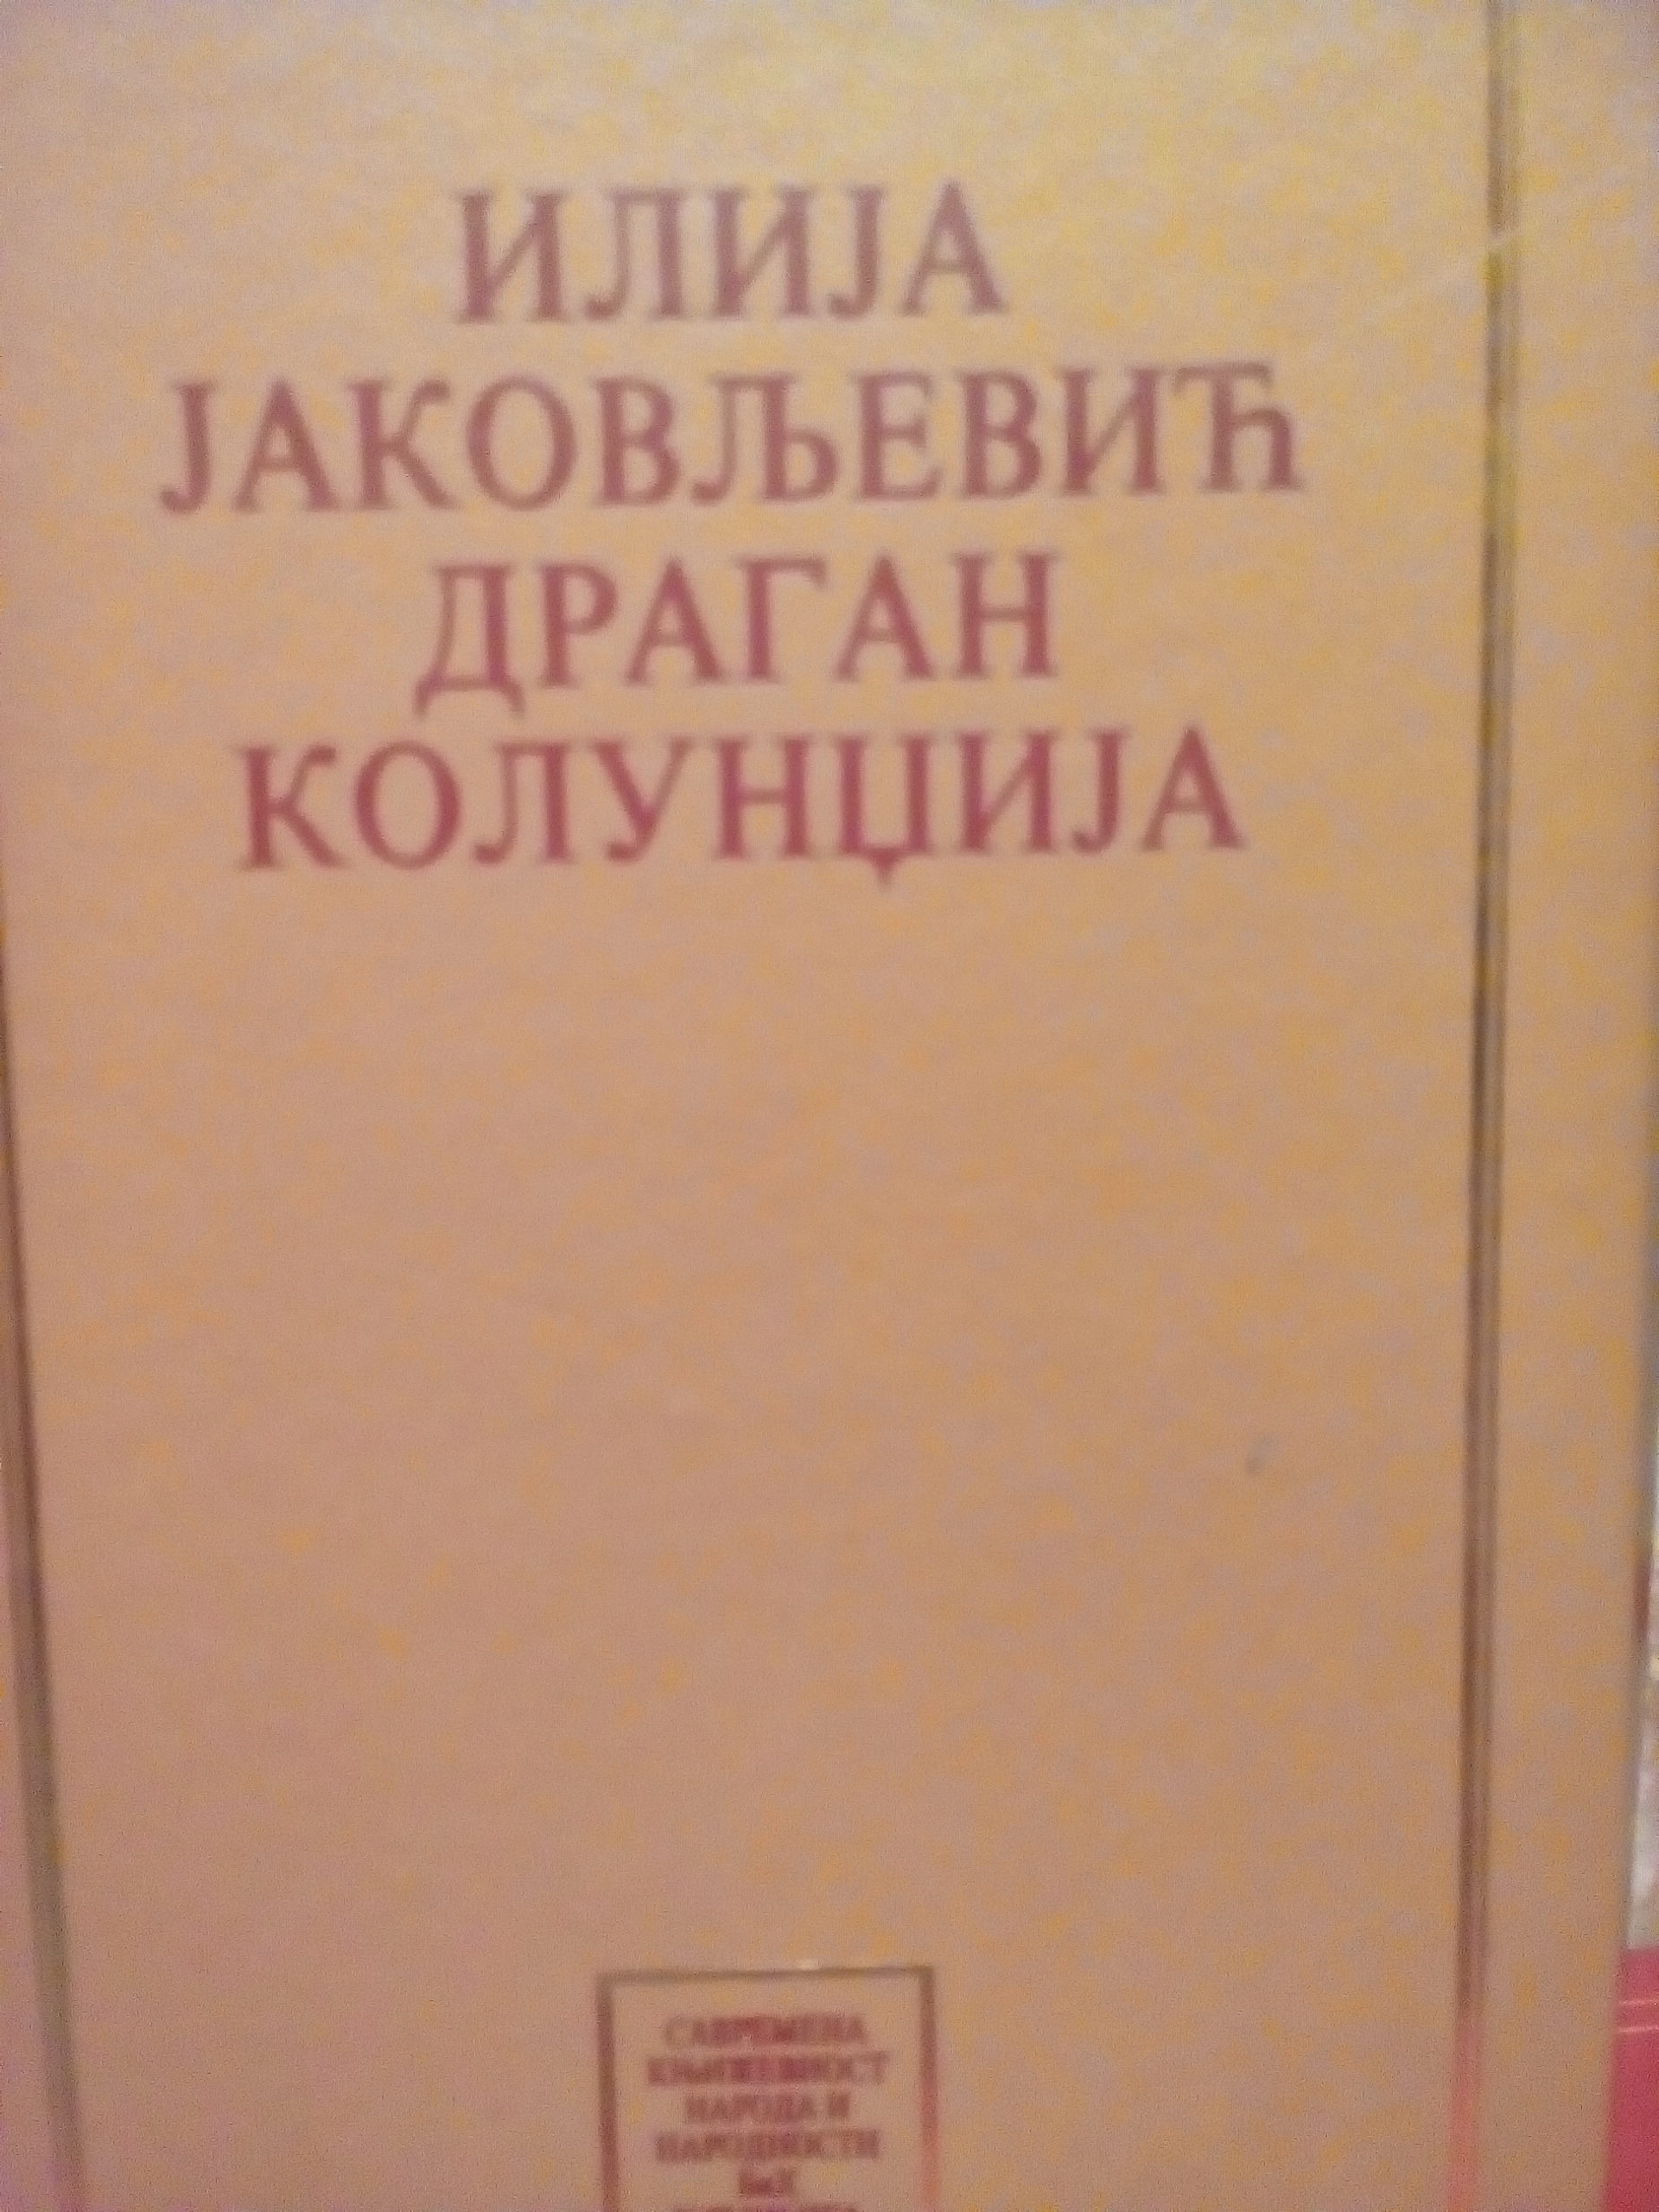 ИЛИЈА
ЈАКОВЉЕВИЋ
ДРАГАН
КОЛУНЏИЈА
САВРЕМЕНА
КЊИЖЕВНОСТ
НАРОДА И
НАРОДНОСТИ
БиХ